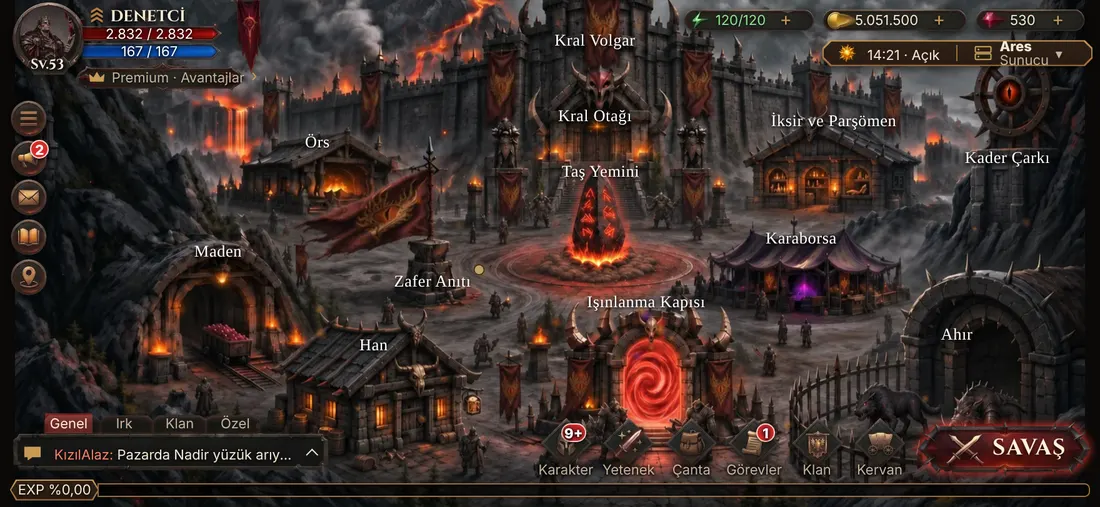 DENETCİ
2.832 / 2.832
167 / 167
Sv.53
Premium · Avantajlar
120/120 +
5.051.500 +
530 +
14:21 · Açık
Ares
Sunucu
Kral Volgar
Kral Otağı
İksir ve Parşömen
Örs
Kader Çarkı
Taş Yemini
2
Maden
Karaborsa
Zafer Anıtı
Işınlanma Kapısı
Ahır
Han
Genel Irk Klan Özel
KızılAlaz: Pazarda Nadir yüzük arıy...
9+
1
Karakter Yetenek Çanta Görevler Klan Kervan
SAVAŞ
EXP %0,00